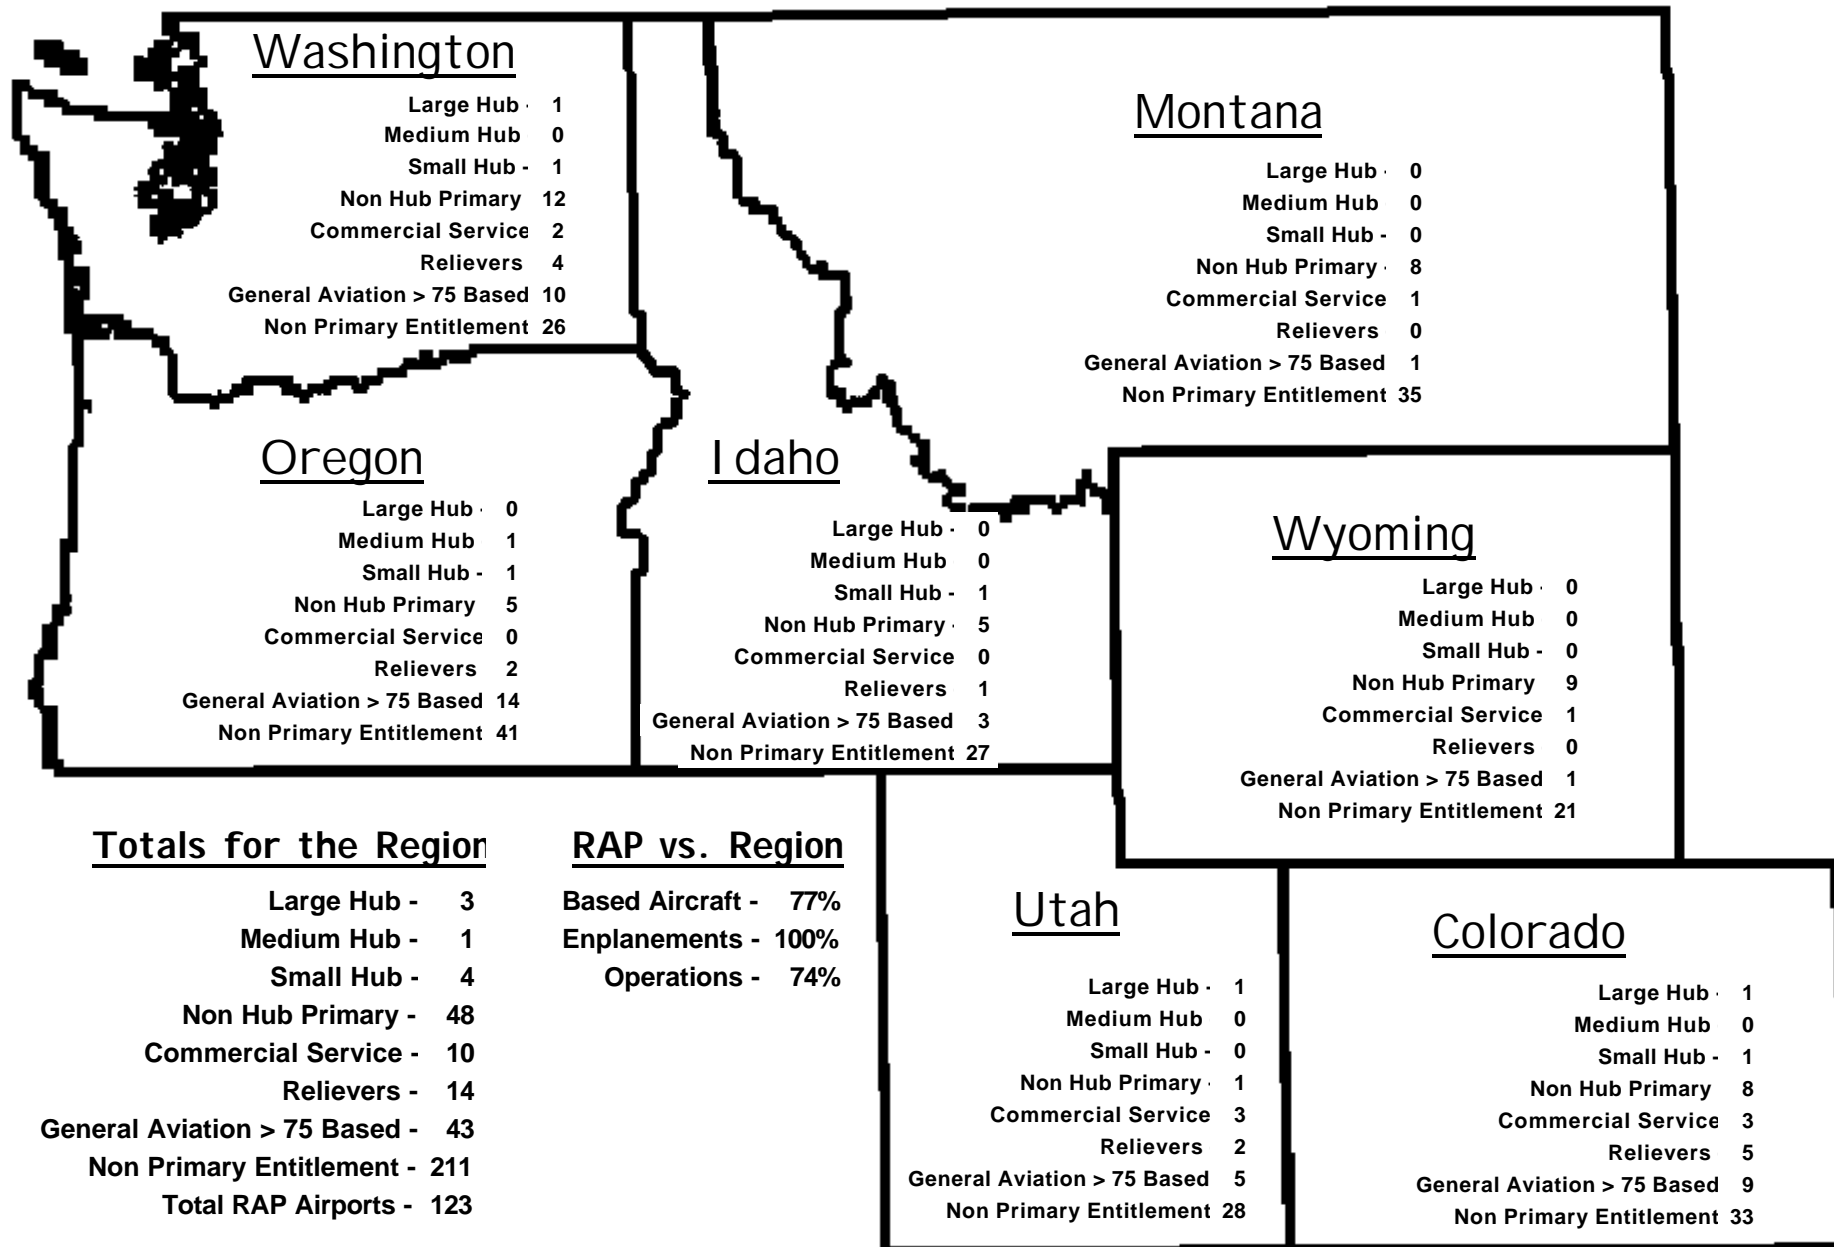 Washington
Large Hub - 1
Medium Hub 0
Small Hub - 1
Non Hub Primary 12
Commercial Service 2
Relievers 4
General Aviation > 75 Based 10
Non Primary Entitlement 26
Montana
Large Hub - 0
Medium Hub 0
Small Hub - 0
Non Hub Primary - 8
Commercial Service 1
Relievers 0
General Aviation > 75 Based 1
Non Primary Entitlement 35
Oregon
Large Hub - 0
Medium Hub 1
Small Hub - 1
Non Hub Primary 5
Commercial Service 0
Relievers 2
General Aviation > 75 Based 14
Non Primary Entitlement 41
Idaho
Large Hub - 0
Medium Hub 0
Small Hub - 1
Non Hub Primary - 5
Commercial Service 0
Relievers 1
General Aviation > 75 Based 3
Non Primary Entitlement 27
Wyoming
Large Hub - 0
Medium Hub 0
Small Hub - 0
Non Hub Primary 9
Commercial Service 1
Relievers 0
General Aviation > 75 Based 1
Non Primary Entitlement 21
Totals for the Region
Large Hub - 3
Medium Hub - 1
Small Hub - 4
Non Hub Primary - 48
Commercial Service - 10
Relievers - 14
General Aviation > 75 Based - 43
Non Primary Entitlement - 211
Total RAP Airports - 123
RAP vs. Region
Based Aircraft - 77%
Enplanements - 100%
Operations - 74%
Utah
Large Hub - 1
Medium Hub 0
Small Hub - 0
Non Hub Primary - 1
Commercial Service 3
Relievers 2
General Aviation > 75 Based 5
Non Primary Entitlement 28
Colorado
Large Hub - 1
Medium Hub 0
Small Hub - 1
Non Hub Primary 8
Commercial Service 3
Relievers 5
General Aviation > 75 Based 9
Non Primary Entitlement 33